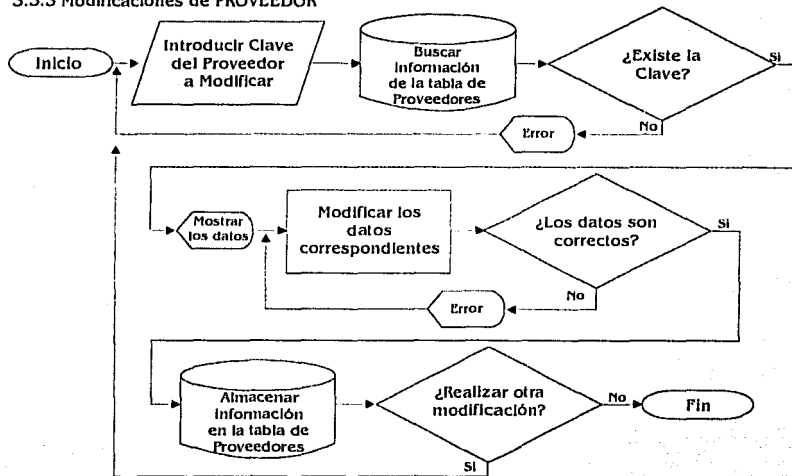 3.3.3 Modificaciones de PROVEEDOR
Inicio
Introducir Clave
del Proveedor
a Modificar
Buscar
Información
de la tabla de
Proveedores
¿Existe la
Clave?
Si
No
Error
Mostrar
los datos
Modificar los
datos
correspondientes
¿Los datos son
correctos?
Si
No
Error
Almacenar
Información
en la tabla de
Proveedores
¿Realizar otra
modificación?
No
Fin
Si